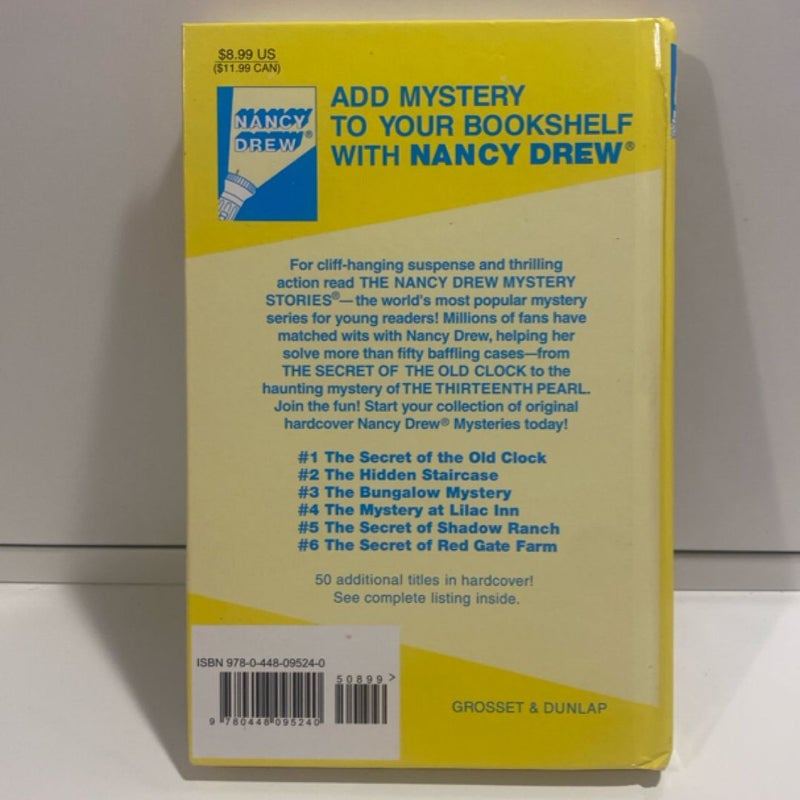 $8.99 US
($11.99 CAN)
NANCY
DREW®
ADD MYSTERY
TO YOUR BOOKSHELF
WITH NANCY DREW®
For cliff-hanging suspense and thrilling
action read THE NANCY DREW MYSTERY
STORIES®—the world's most popular mystery
series for young readers! Millions of fans have
matched wits with Nancy Drew, helping her
solve more than fifty baffling cases—from
THE SECRET OF THE OLD CLOCK to the
haunting mystery of THE THIRTEENTH PEARL.
Join the fun! Start your collection of original
hardcover Nancy Drew® Mysteries today!
#1 The Secret of the Old Clock
#2 The Hidden Staircase
#3 The Bungalow Mystery
#4 The Mystery at Lilac Inn
#5 The Secret of Shadow Ranch
#6 The Secret of Red Gate Farm
50 additional titles in hardcover!
See complete listing inside.
ISBN 978-0-448-09524-0
50899>
9 780448 095240
GROSSET & DUNLAP